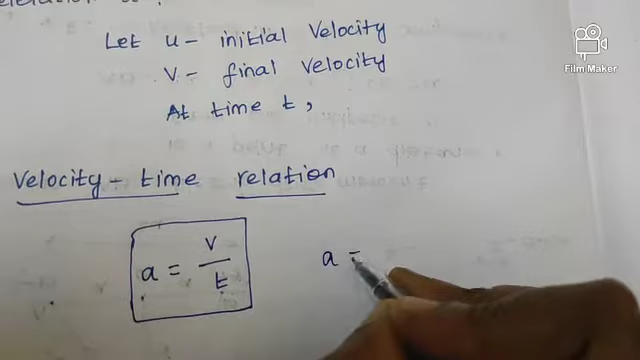 Let u - initial Velocity
Film Maker
V - final velocity
At time t,
Velocity - time relation
a = v/t
a =